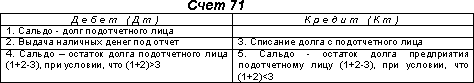 Счет 71
Дебет (Дт) Кредит (Кт)
1. Сальдо - долг подотчетного лица
2. Выдача наличных денег под отчет 3. Списание долга с подотчетного лица
4. Сальдо – остаток долга подотчетного лица 5. Сальдо - остаток долга предприятия
(1+2-3), при условии, что (1+2)>3 подотчетному лицу (1+2-3), при условии, что
(1+2)<3